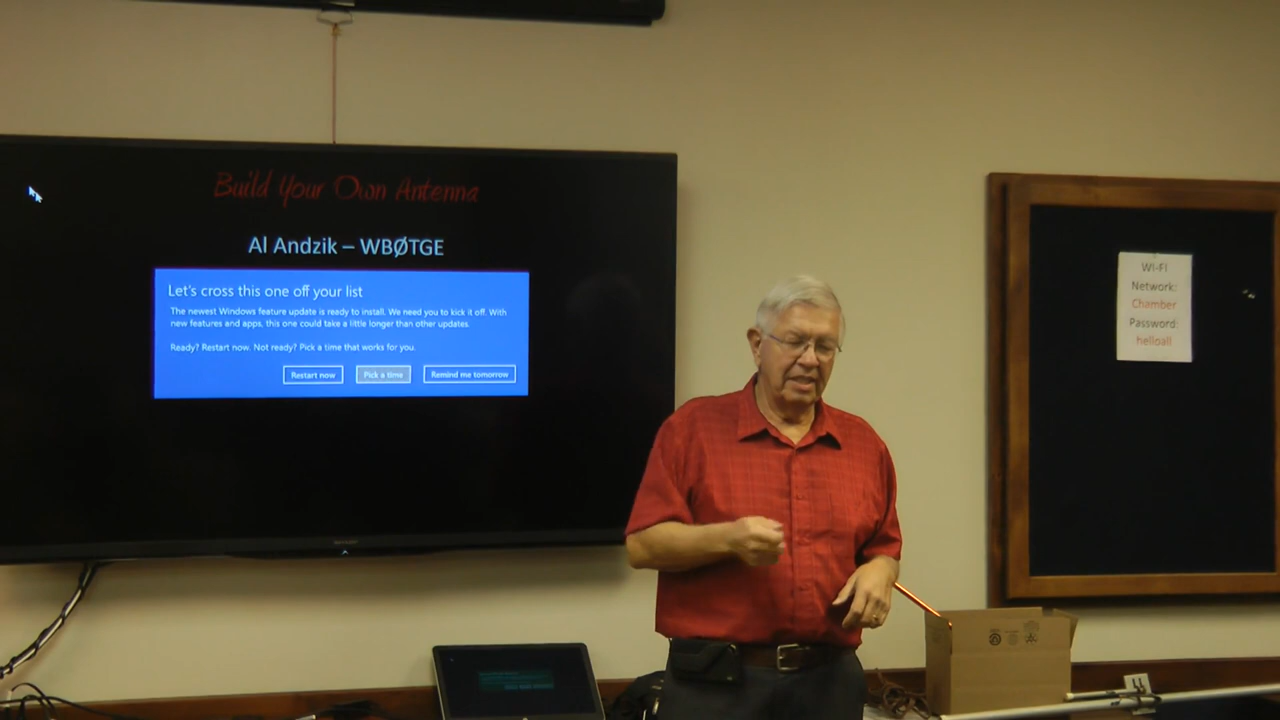 Build Your Own Antenna
Al Andzik – WBØTGE
Let's cross this one off your list
The newest Windows feature update is ready to install. We need you to kick it off. With
new features and apps, this one could take a little longer than other updates.
Ready? Restart now. Not ready? Pick a time that works for you.
Restart now
Pick a time
Remind me tomorrow
WI-FI
Network:
Chamber
Password:
helloall